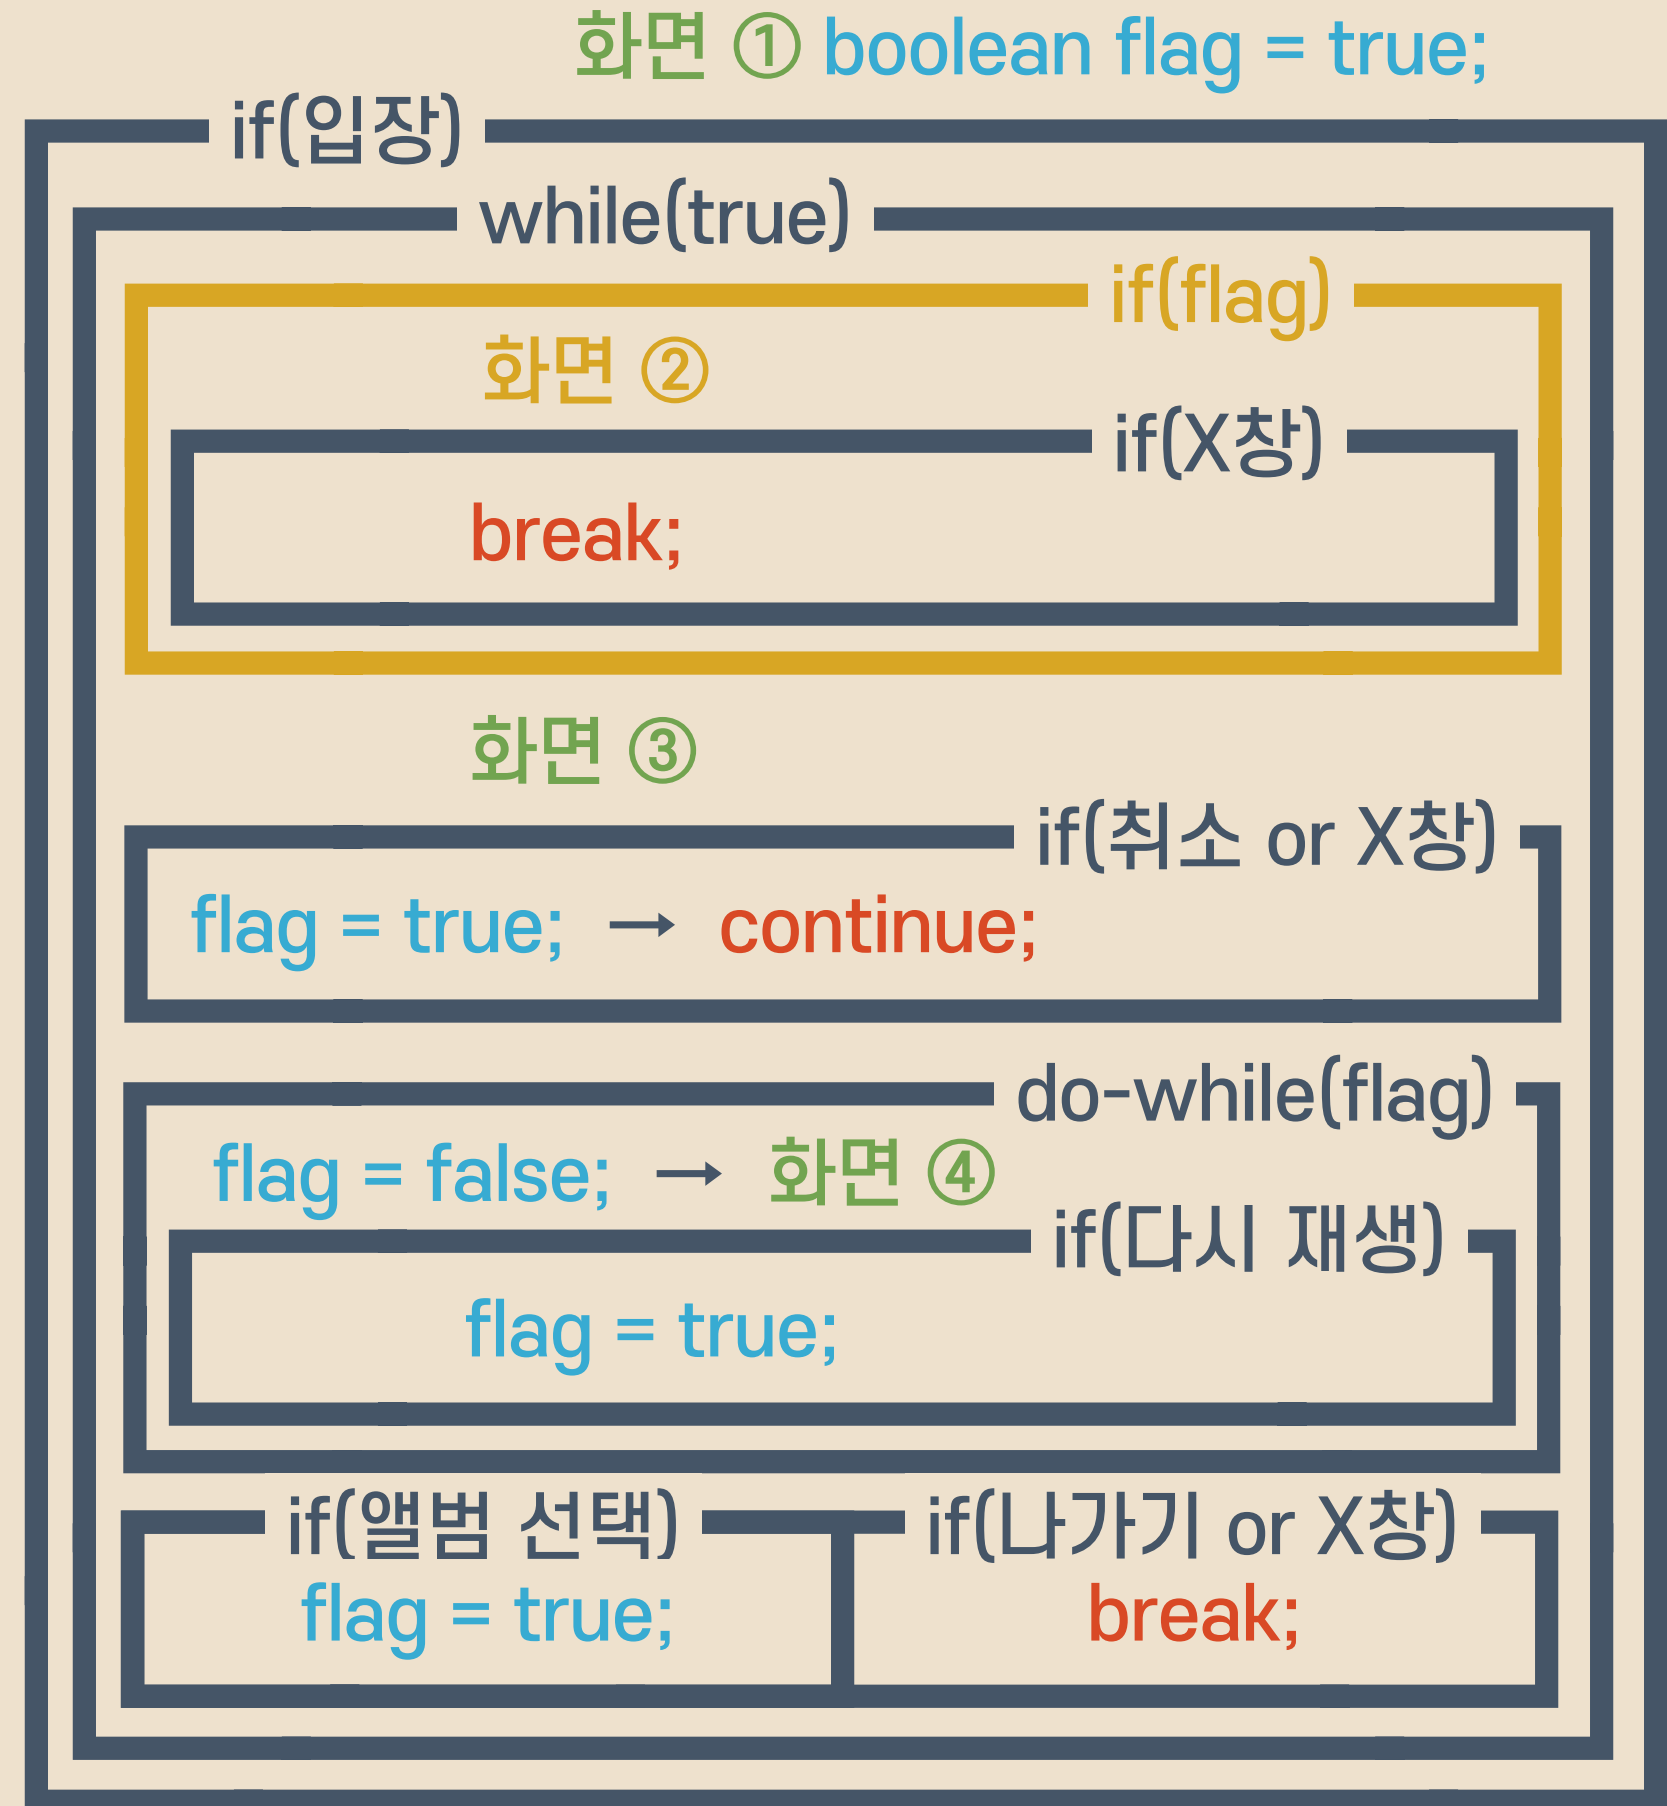 화면 ① boolean flag = true;
if(입장)
while(true)
if(flag)
화면 ②
if(X창)
break;
화면 ③
if(취소 or X창)
flag = true; → continue;
do-while(flag)
flag = false; → 화면 ④
if(다시 재생)
flag = true;
if(앨범 선택) if(나가기 or X창)
flag = true; break;